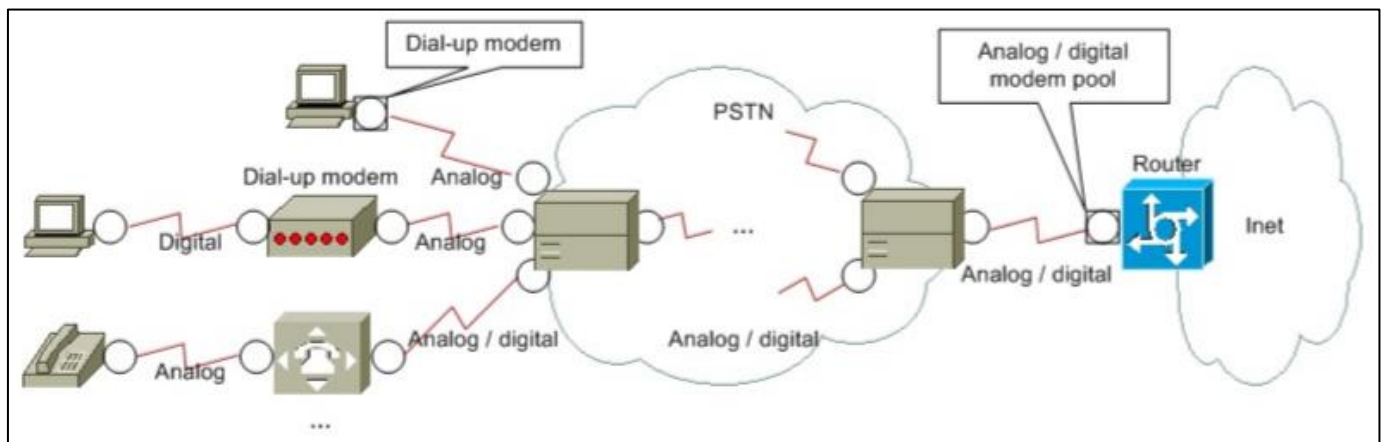 Dial-up modem
Analog / digital
modem pool
PSTN
Router
Dial-up modem
Analog
Digital
Analog
Inet
...
Analog / digital
Analog
Analog / digital
Analog / digital
...